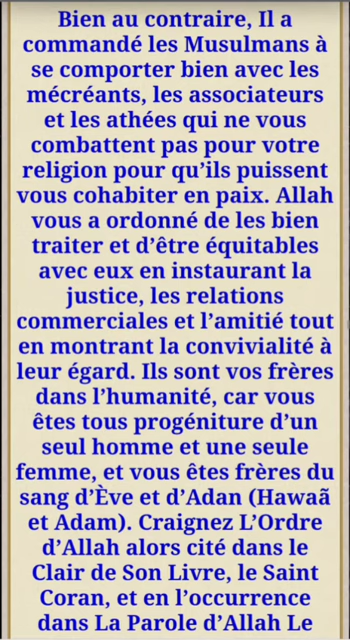 Bien au contraire, Il a
commandé les Musulmans à
se comporter bien avec les
mécréants, les associateurs
et les athées qui ne vous
combattent pas pour votre
religion pour qu’ils puissent
vous cohabiter en paix. Allah
vous a ordonné de les bien
traiter et d’être équitables
avec eux en instaurant la
justice, les relations
commerciales et l’amitié tout
en montrant la convivialité à
leur égard. Ils sont vos frères
dans l’humanité, car vous
êtes tous progéniture d’un
seul homme et une seule
femme, et vous êtes frères du
sang d’Ève et d’Adan (Hawaã
et Adam). Craignez L’Ordre
d’Allah alors cité dans le
Clair de Son Livre, le Saint
Coran, et en l’occurrence
dans La Parole d’Allah Le